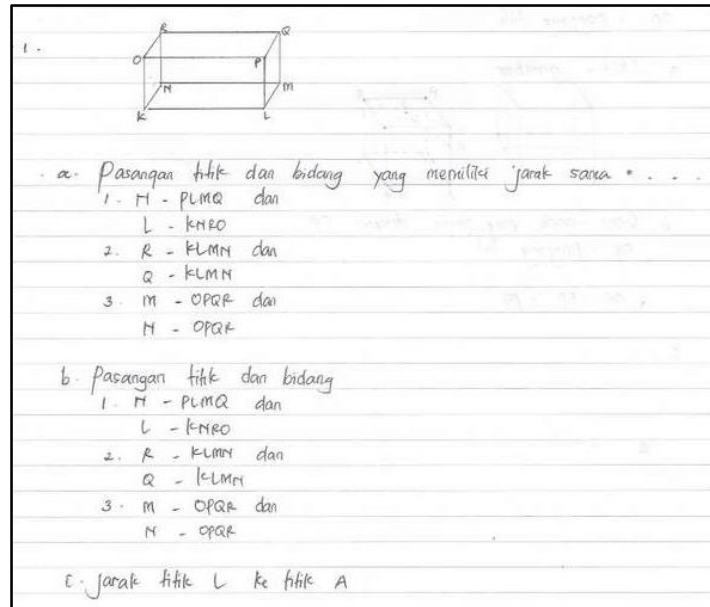 1.
R Q
O P
N M
K L
a. Pasangan titik dan bidang yang memiliki jarak sama . . . .
1. N - PLMQ dan
L - KNRO
2. R - KLMN dan
Q - KLMN
3. M - OPQR dan
N - OPQR
b. Pasangan titik dan bidang
1. N - PLMQ dan
L - KNRO
2. R - KLMN dan
Q - KLMN
3. M - OPQR dan
N - OPQR
c. jarak titik L ke titik A